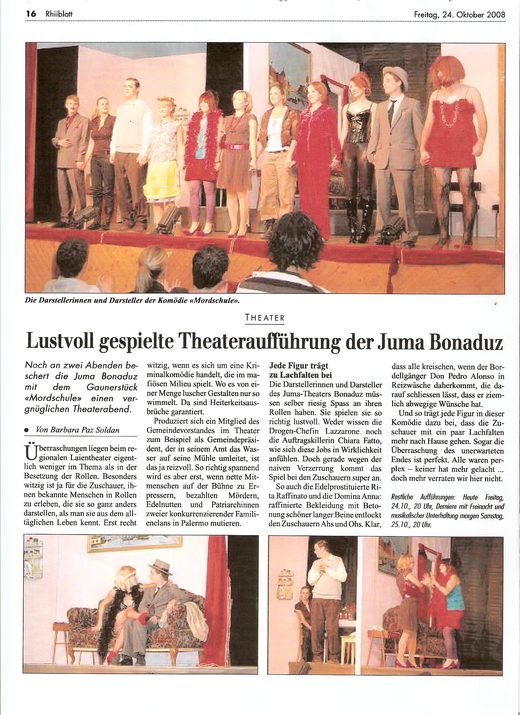 16 Rhiiblatt
Freitag, 24. Oktober 2008
Die Darstellerinnen und Darsteller der Komödie «Mordschule».
THEATER
Lustvoll gespielte Theateraufführung der Juma Bonaduz
Noch an zwei Abenden be-
schert die Juma Bonaduz
mit dem Gaunerstück
«Mordschule» einen ver-
gnüglichen Theaterabend.
● Von Barbara Paz Soldan
Überraschungen liegen beim re-
gionalen Laientheater eigent-
lich weniger im Thema als in der
Besetzung der Rollen. Besonders
witzig ist ja für die Zuschauer, ih-
nen bekannte Menschen in Rollen
zu erleben, die sie so ganz anders
darstellen, als man sie aus dem all-
täglichen Leben kennt. Erst recht
witzig, wenn es sich um eine Kri-
minalkomödie handelt, die im ma-
fiösen Milieu spielt. Wo es von ei-
ner Menge luscher Gestalten nur so
wimmelt. Da sind Heiterkeitsaus-
brüche garantiert.
Produziert sich ein Mitglied des
Gemeindevorstandes im Theater
zum Beispiel als Gemeindepräsi-
dent, der in seinem Amt das Was-
ser auf seine Mühle umleitet, ist
das ja reizvoll. So richtig spannend
wird es aber erst, wenn nette Mit-
menschen auf der Bühne zu Er-
pressern, bezahlten Mördern,
Edelnutten und Patriarchinnen
zweier konkurrenzierender Familien-
clans in Palermo mutieren.
Jede Figur trägt
zu Lachfalten bei
Die Darstellerinnen und Darsteller
des Juma-Theaters Bonaduz müs-
sen selber riesig Spass an ihren
Rollen haben. Sie spielen sie so
richtig lustvoll. Weder wissen die
Drogen-Chefin Lazzarone noch
die Auftragskillerin Chiara Fatto,
wie sich diese Jobs in Wirklichkeit
anfühlen. Doch gerade wegen der
naiven Verzerrung kommt das
Spiel bei den Zuschauern super an.
So auch die Edelprostituierte Ri-
ta Raffinato und die Domina Anna:
raffinierte Bekleidung mit Beto-
nung schöner langer Beine entlockt
den Zuschauern Ahs und Ohs. Klar,
dass alle kreischen, wenn der Bor-
dellgänger Don Pedro Alonso in
Reizwäsche daherkommt, die da-
rauf schliessen lässt, dass er ziem-
lich abwegige Wünsche hat.
Und so trägt jede Figur in dieser
Komödie dazu bei, dass die Zu-
schauer mit ein paar Lachfalten
mehr nach Hause gehen. Sogar die
Überraschung des unerwarteten
Endes ist perfekt. Alle waren per-
plex – keiner hat mehr gelacht ...
doch mehr verraten wir hier nicht.
Restliche Aufführungen: Heute Freitag,
24.10., 20 Uhr, Derniere mit Freinacht und
musikalischer Unterhaltung morgen Samstag,
25.10., 20 Uhr.